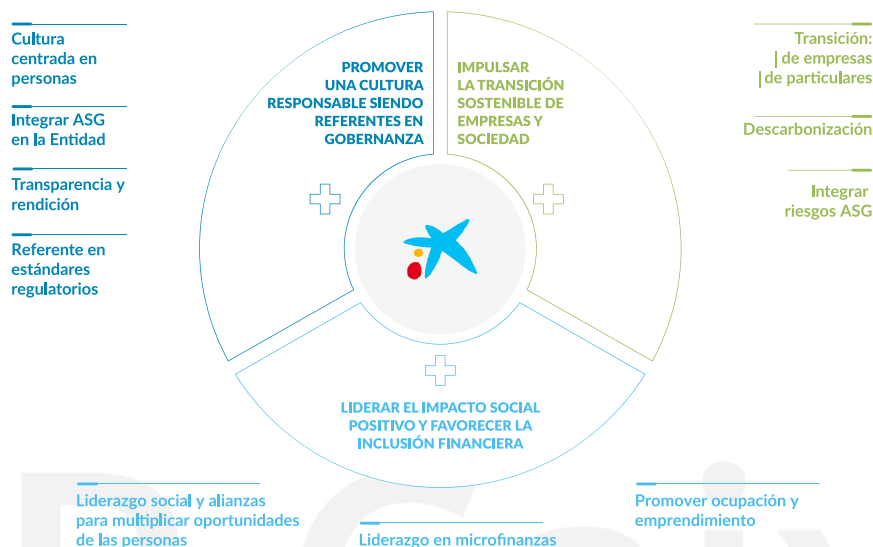 Cultura
centrada en
personas
Integrar ASG
en la Entidad
Transparencia y
rendición
Referente en
estándares
regulatorios
PROMOVER
UNA CULTURA
RESPONSABLE SIENDO
REFERENTES EN
GOBERNANZA
IMPULSAR
LA TRANSICIÓN
SOSTENIBLE DE
EMPRESAS Y
SOCIEDAD
Transición:
| de empresas
| de particulares
Descarbonización
Integrar
riesgos ASG
LIDERAR EL IMPACTO SOCIAL
POSITIVO Y FAVORECER LA
INCLUSIÓN FINANCIERA
Liderazgo social y alianzas
para multiplicar oportunidades
de las personas
Liderazgo en microfinanzas
Promover ocupación y
emprendimiento